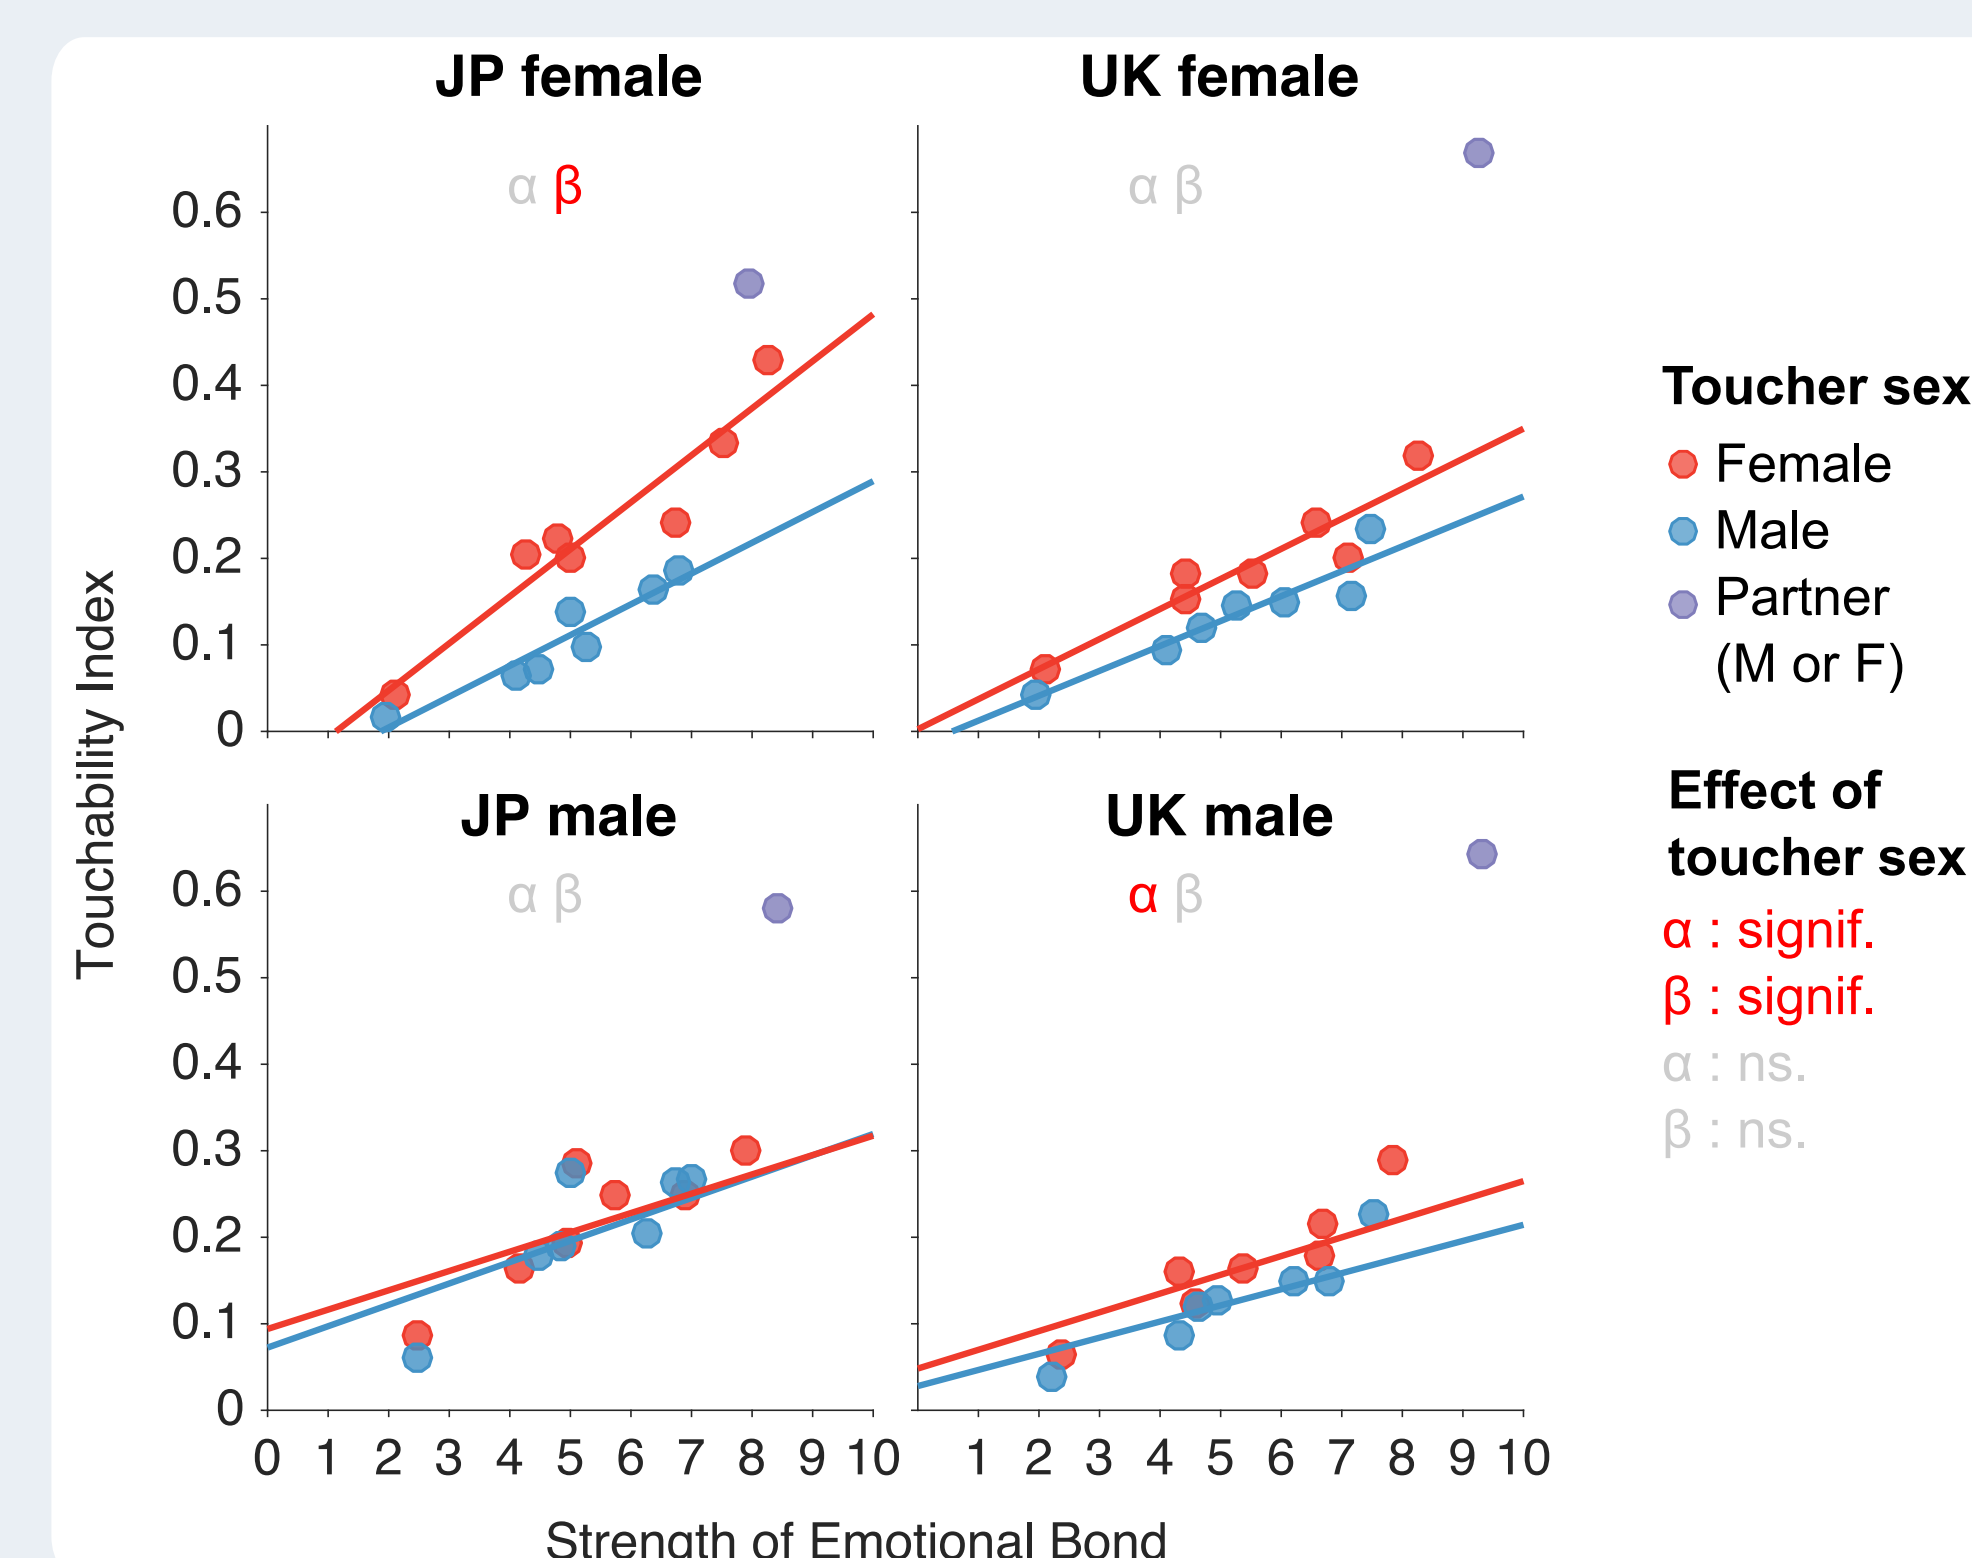 JP female
UK female
α β
α β
0.6
0.5
0.4
0.3
0.2
0.1
0
JP male
UK male
α β
α β
0.6
0.5
0.4
0.3
0.2
0.1
0
0 1 2 3 4 5 6 7 8 9 10
1 2 3 4 5 6 7 8 9 10
Touchability Index
Strength of Emotional Bond
Toucher sex
Female
Male
Partner
(M or F)
Effect of
toucher sex
α : signif.
β : signif.
α : ns.
β : ns.